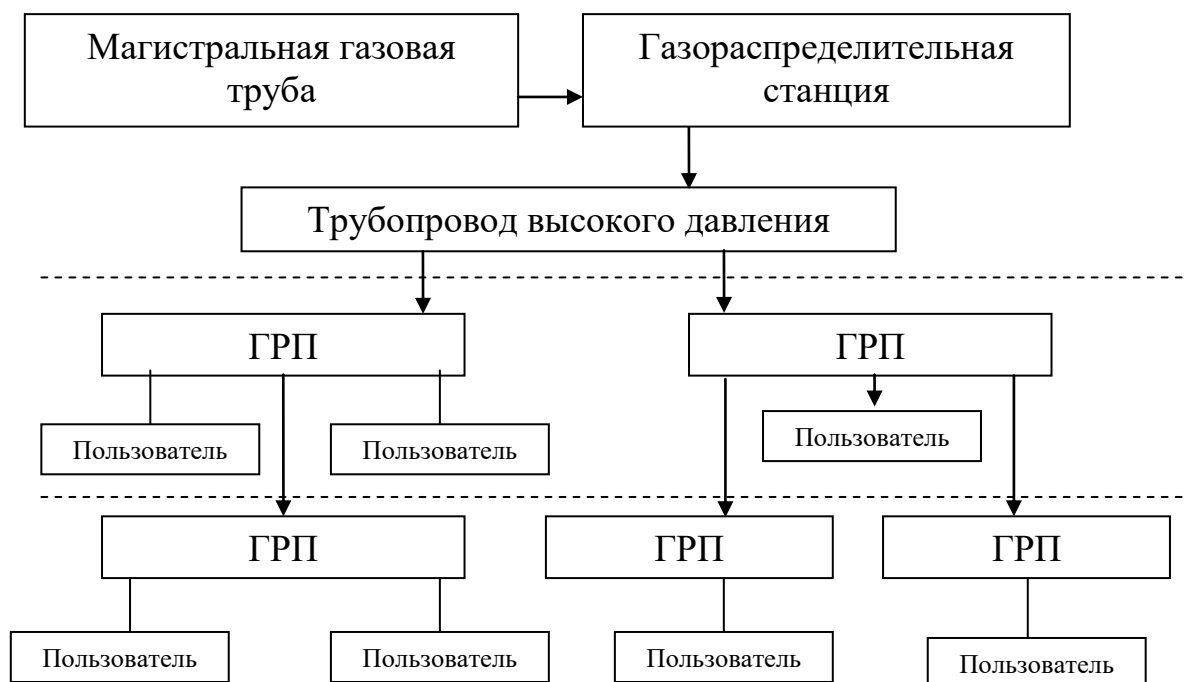 Магистральная газовая
труба
Газораспределительная
станция
Трубопровод высокого давления
ГРП
ГРП
Пользователь
Пользователь
Пользователь
ГРП
ГРП
ГРП
Пользователь
Пользователь
Пользователь
Пользователь